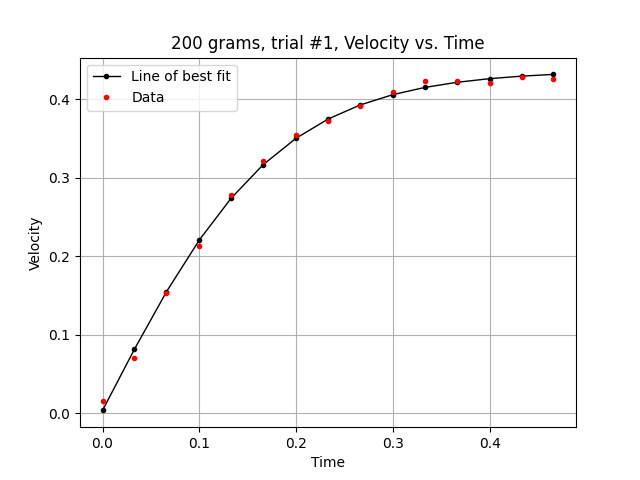 200 grams, trial #1, Velocity vs. Time
Line of best fit
Data
0.4
0.3
0.2
0.1
0.0
Velocity
0.0 0.1 0.2 0.3 0.4
Time